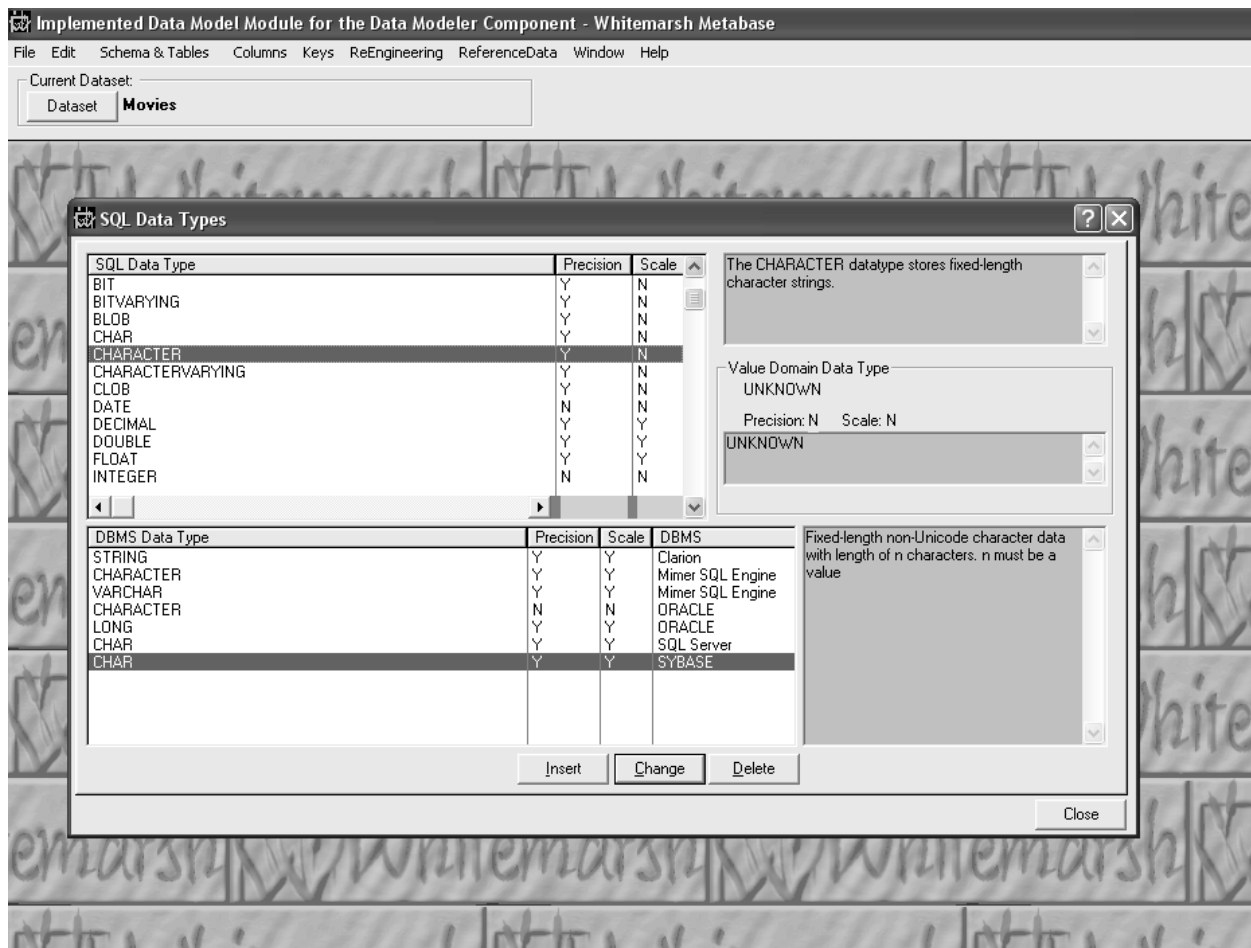 Implemented Data Model Module for the Data Modeler Component - Whitemarsh Metabase
File Edit Schema & Tables Columns Keys ReEngineering ReferenceData Window Help
Current Dataset:
Dataset Movies
SQL Data Types
SQL Data Type Precision Scale
BIT Y N
BITVARYING Y N
BLOB Y N
CHAR Y N
CHARACTER Y N
CHARACTERVARYING Y N
CLOB Y N
DATE N N
DECIMAL Y Y
DOUBLE Y Y
FLOAT Y Y
INTEGER N N
The CHARACTER datatype stores fixed-length
character strings.
Value Domain Data Type
UNKNOWN
Precision: N Scale: N
UNKNOWN
DBMS Data Type Precision Scale DBMS
STRING Y Y Clarion
CHARACTER Y Y Mimer SQL Engine
VARCHAR Y Y Mimer SQL Engine
CHARACTER N N ORACLE
LONG Y Y ORACLE
CHAR Y Y SQL Server
CHAR Y Y SYBASE
Fixed-length non-Unicode character data
with length of n characters. n must be a
value
Insert Change Delete
Close